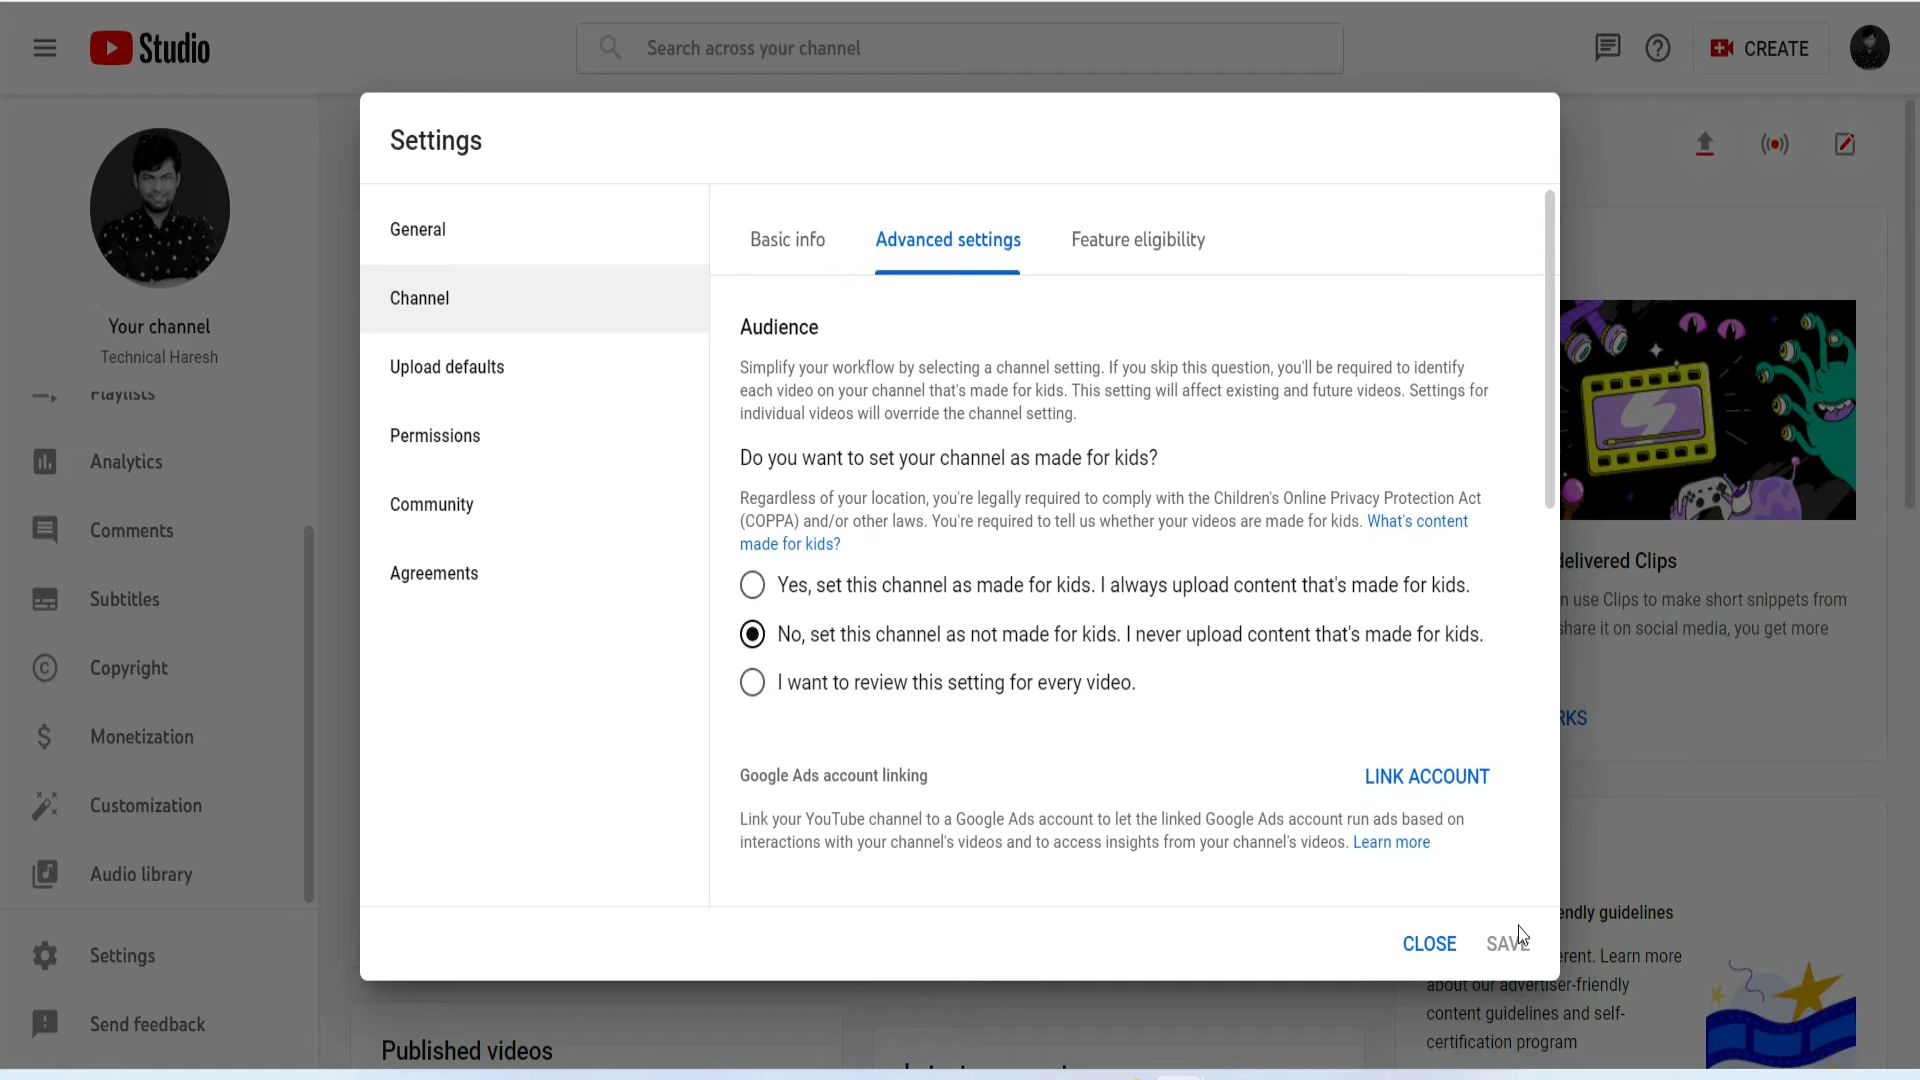 Studio
Search across your channel
CREATE
Your channel
Technical Haresh
Playlists
Analytics
Comments
Subtitles
Copyright
Monetization
Customization
Audio library
Settings
Send feedback
Settings
General
Channel
Upload defaults
Permissions
Community
Agreements
Basic info
Advanced settings
Feature eligibility
Audience
Simplify your workflow by selecting a channel setting. If you skip this question, you'll be required to identify
each video on your channel that's made for kids. This setting will affect existing and future videos. Settings for
individual videos will override the channel setting.
Do you want to set your channel as made for kids?
Regardless of your location, you're legally required to comply with the Children's Online Privacy Protection Act
(COPPA) and/or other laws. You're required to tell us whether your videos are made for kids. What's content
made for kids?
Yes, set this channel as made for kids. I always upload content that's made for kids.
No, set this channel as not made for kids. I never upload content that's made for kids.
I want to review this setting for every video.
Google Ads account linking
LINK ACCOUNT
Link your YouTube channel to a Google Ads account to let the linked Google Ads account run ads based on
interactions with your channel's videos and to access insights from your channel's videos. Learn more
CLOSE
SAVE
delivered Clips
n use Clips to make short snippets from
share it on social media, you get more
RKS
endly guidelines
erent. Learn more
about our advertiser-friendly
content guidelines and self-
certification program
Published videos